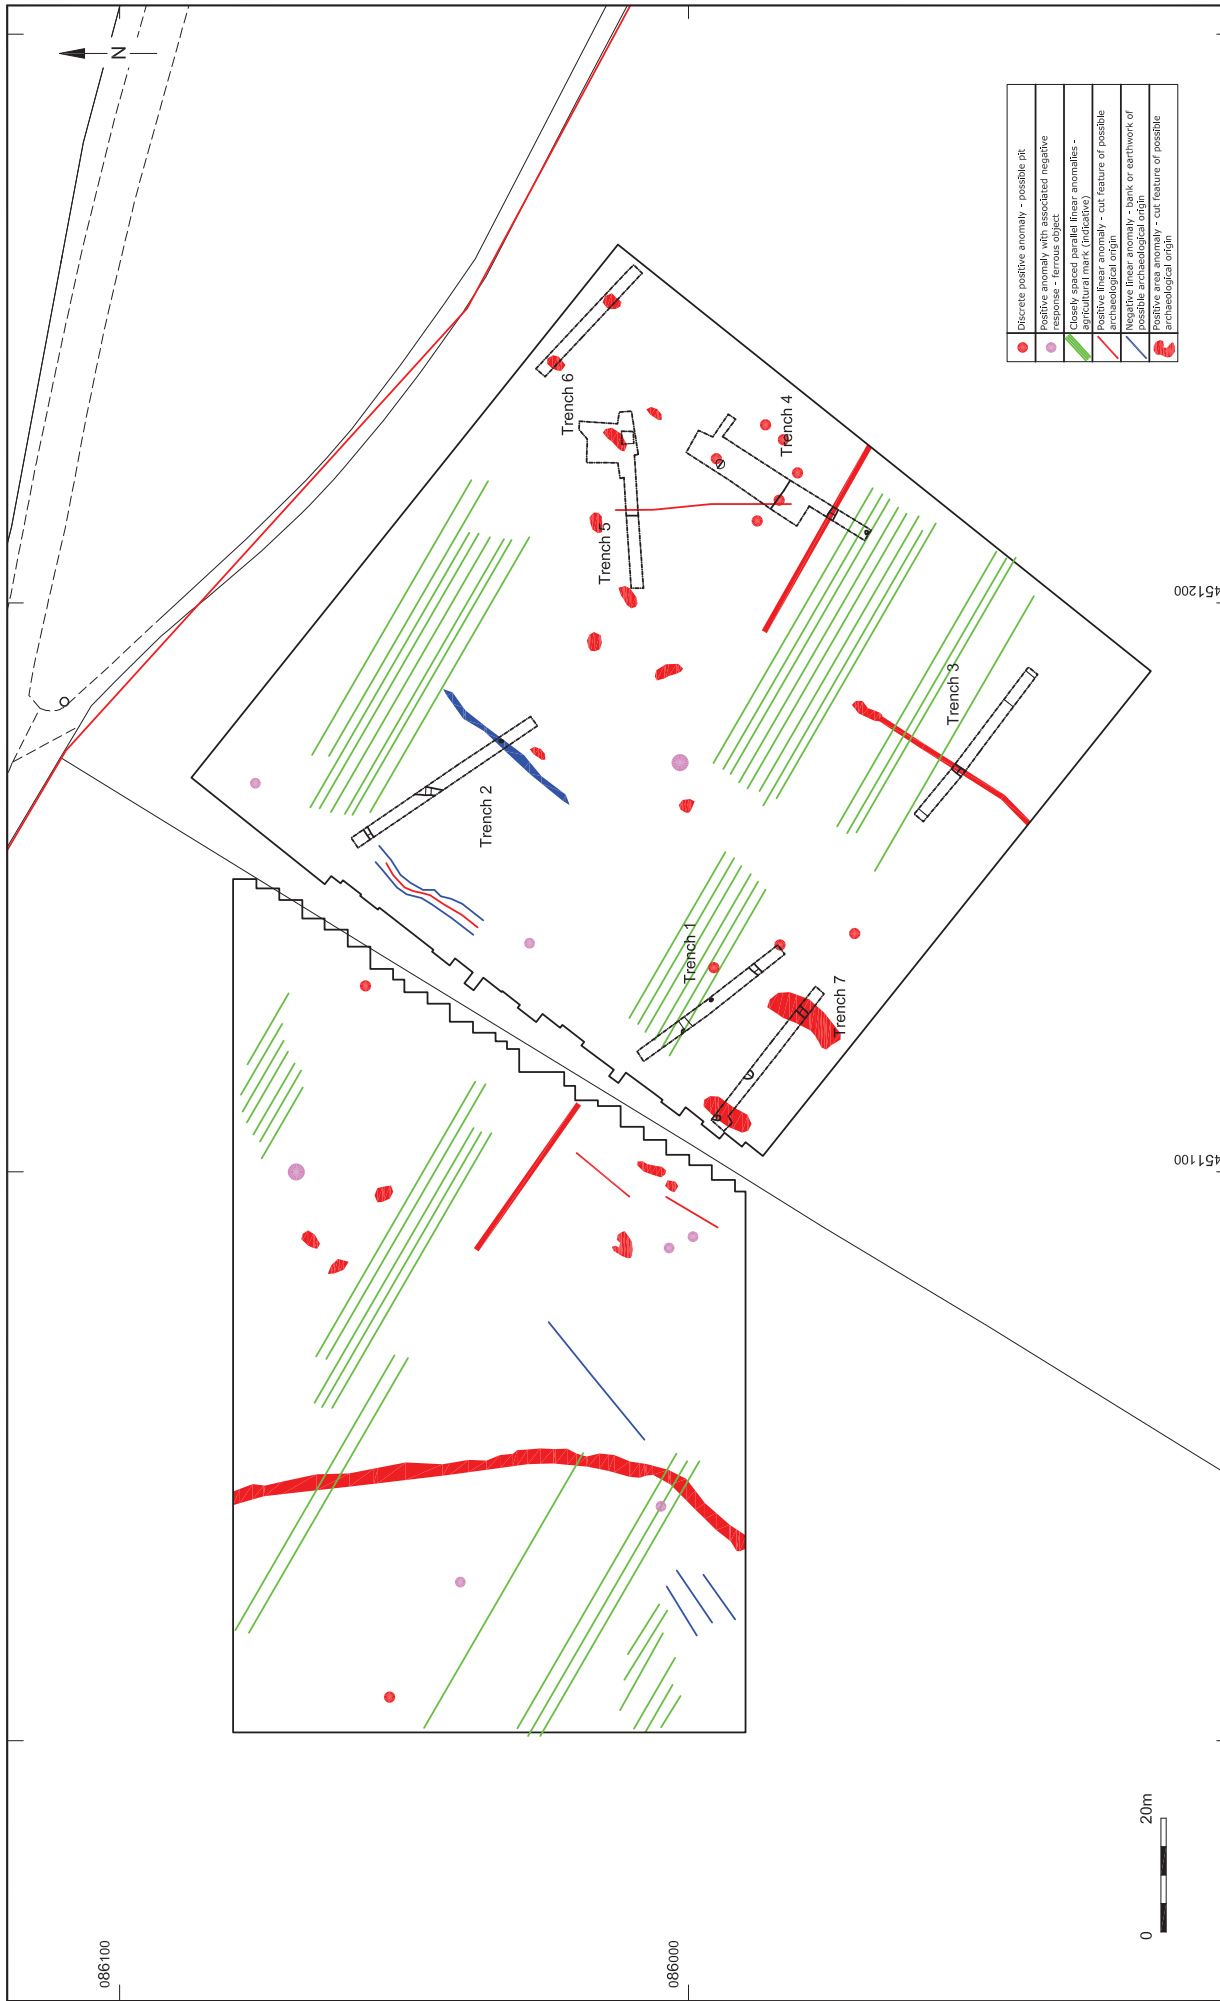 N
Discrete positive anomaly - possible pit
Positive anomaly with associated negative
response - ferrous object
Closely spaced parallel linear anomalies -
agricultural mark (indicative)
Positive linear anomaly - cut feature of possible
archaeological origin
Negative linear anomaly - bank or earthwork of
possible archaeological origin
Positive area anomaly - cut feature of possible
archaeological origin
Trench 6
Trench 4
Trench 5
Trench 3
Trench 2
Trench 1
Trench 7
451200
451100
086100
086000
0 20m